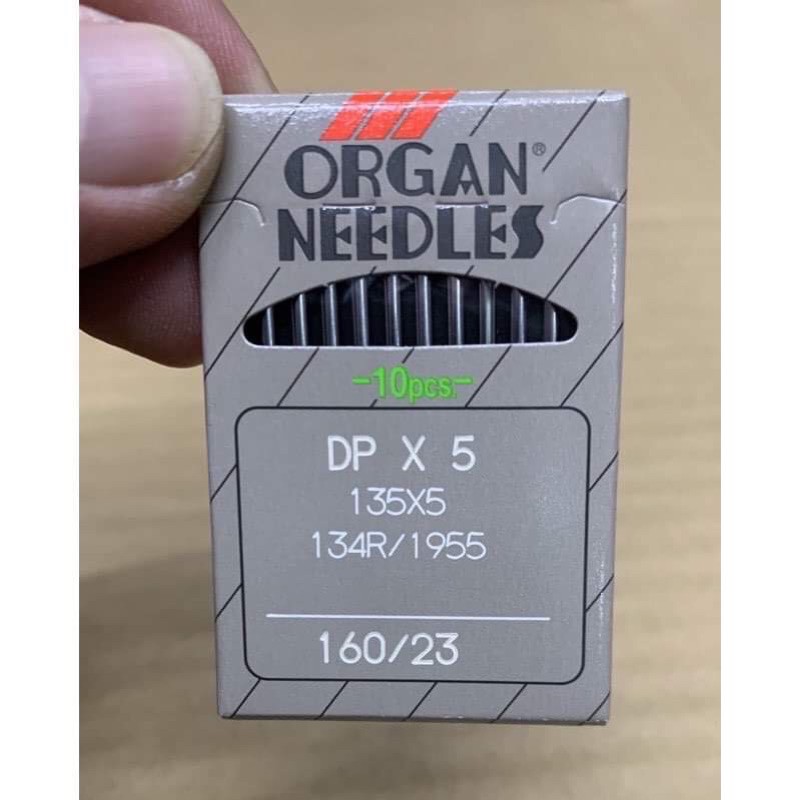 ORGAN®
NEEDLES
-10pcs.-
DP X 5
135X5
134R/1955
160/23